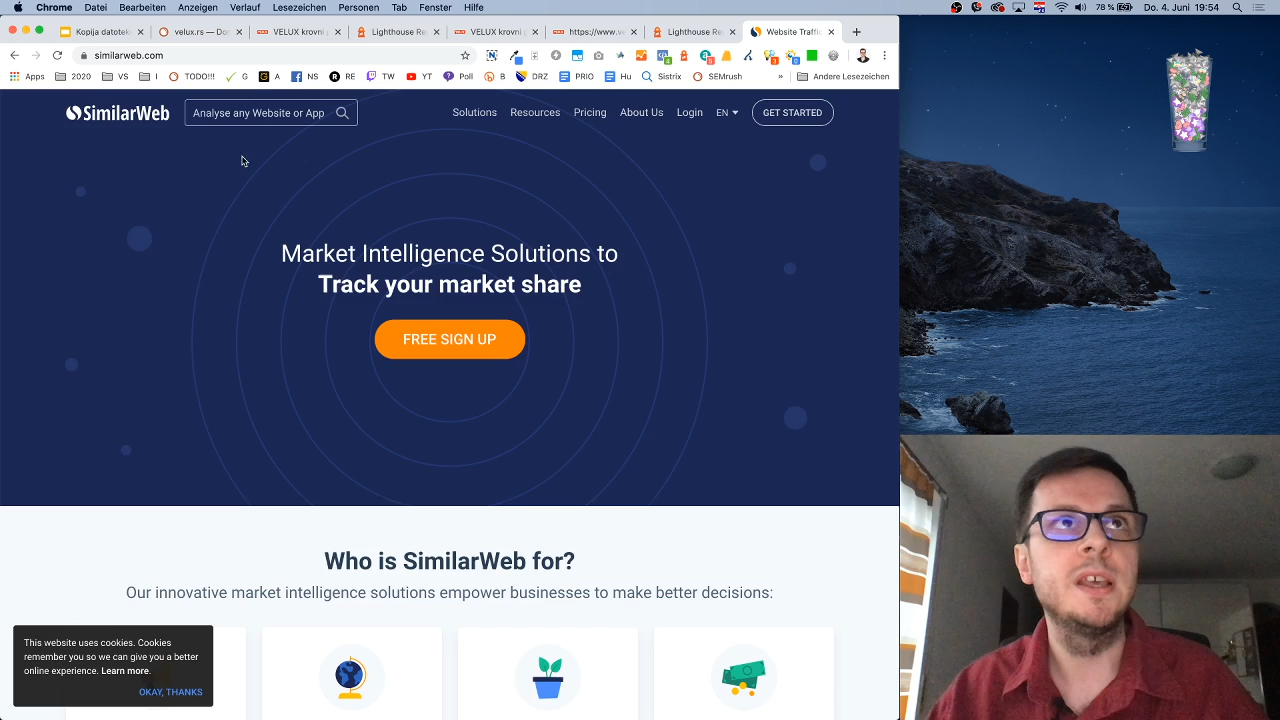 Chrome Datei Bearbeiten Anzeigen Verlauf Lesezeichen Personen Tab Fenster Hilfe 78 % Do. 4. Juni 19:54
Kopija datotek velux.rs — Dom VELUX krovni p Lighthouse Re VELUX krovni p https://www.ve Lighthouse Re Website Traffic
similarweb.com
Apps 2020 VS I TODO!!! G A NS RE TW YT Poll B DRZ PRIO Hu Sistrix SEMrush » Andere Lesezeichen
SimilarWeb Analyse any Website or App Solutions Resources Pricing About Us Login EN GET STARTED
Market Intelligence Solutions to
Track your market share
FREE SIGN UP
Who is SimilarWeb for?
Our innovative market intelligence solutions empower businesses to make better decisions:
This website uses cookies. Cookies
remember you so we can give you a better
online experience. Learn more.
OKAY, THANKS